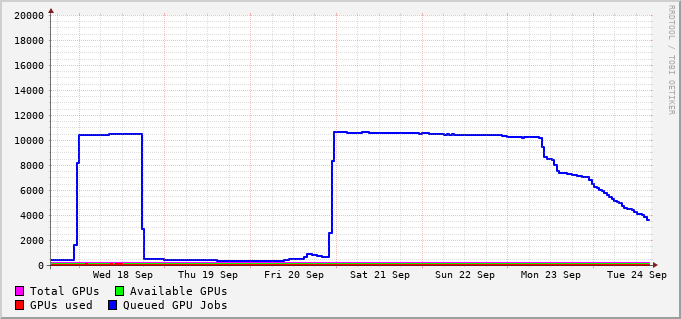 20000
18000
16000
14000
12000
10000
8000
6000
4000
2000
0
Wed 18 Sep Thu 19 Sep Fri 20 Sep Sat 21 Sep Sun 22 Sep Mon 23 Sep Tue 24 Sep
Total GPUs Available GPUs
GPUs used Queued GPU Jobs
RRDTOOL / TOBI OETIKER